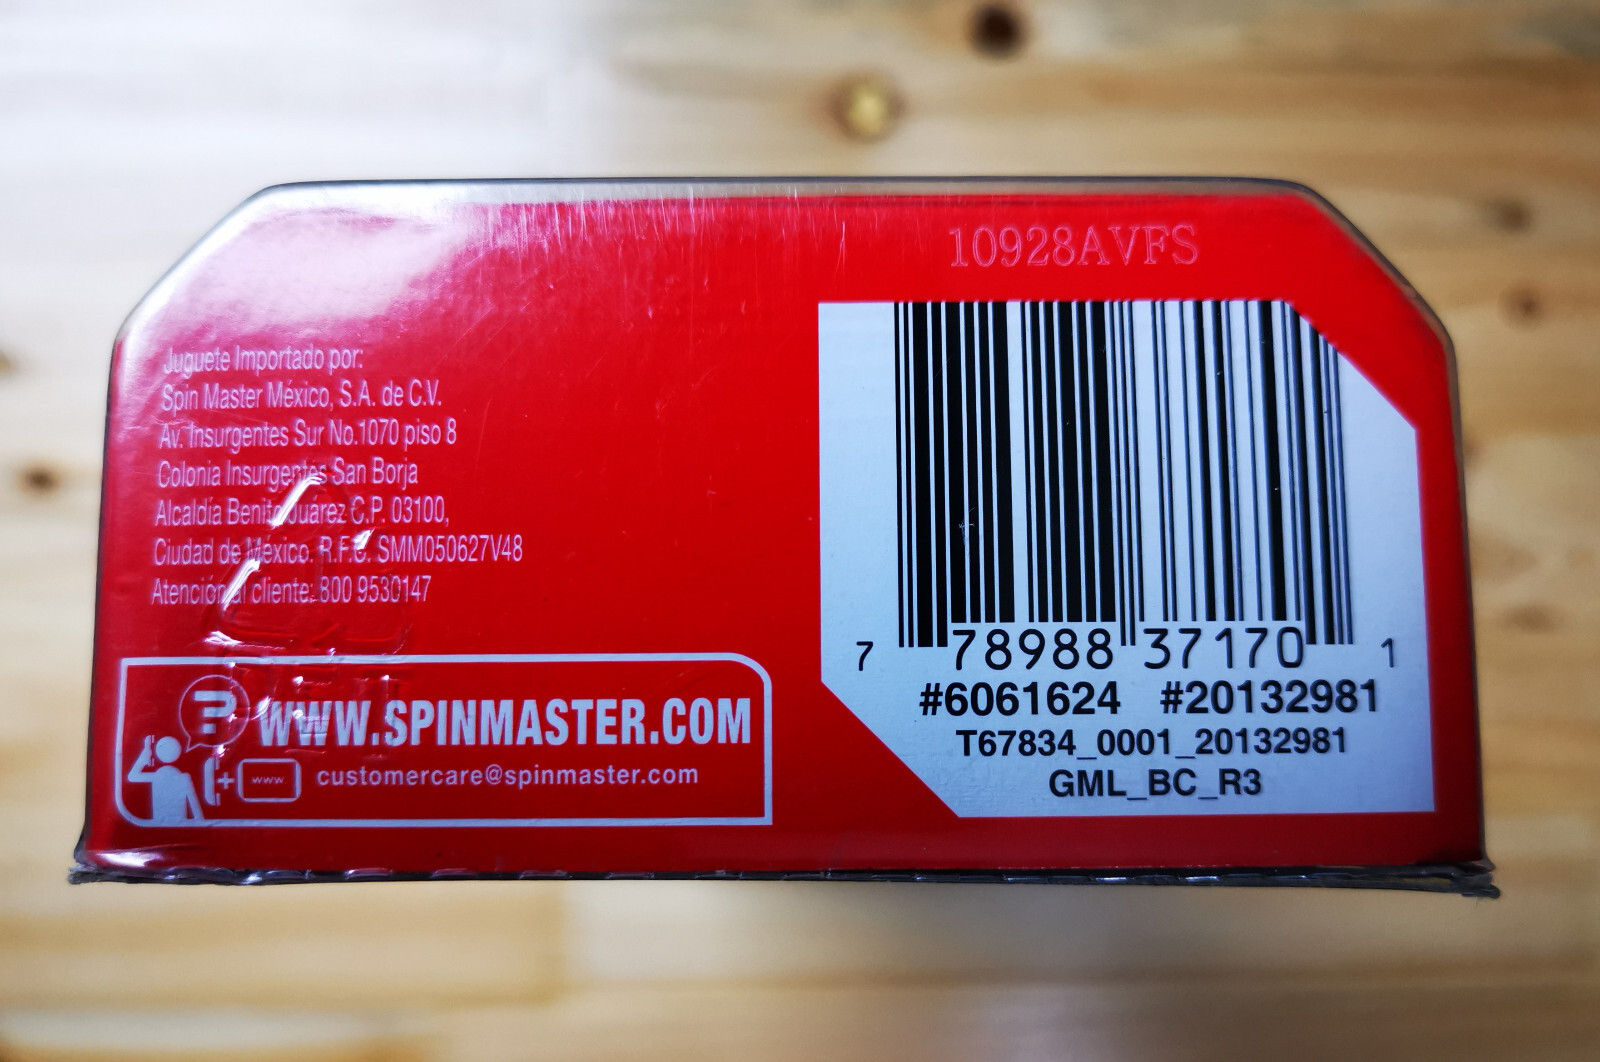 10928AVFS
Juguete Importado por:
Spin Master México, S.A. de C.V.
Av. Insurgentes Sur No.1070 piso 8
Colonia Insurgentes San Borja
Alcaldía Benito Juárez C.P. 03100,
Ciudad de México. R.F.C. SMM050627V48
Atención al cliente: 800 9530147
?
WWW.SPINMASTER.COM
+ www customercare@spinmaster.com
7 78988 37170 1
#6061624 #20132981
T67834_0001_20132981
GML_BC_R3